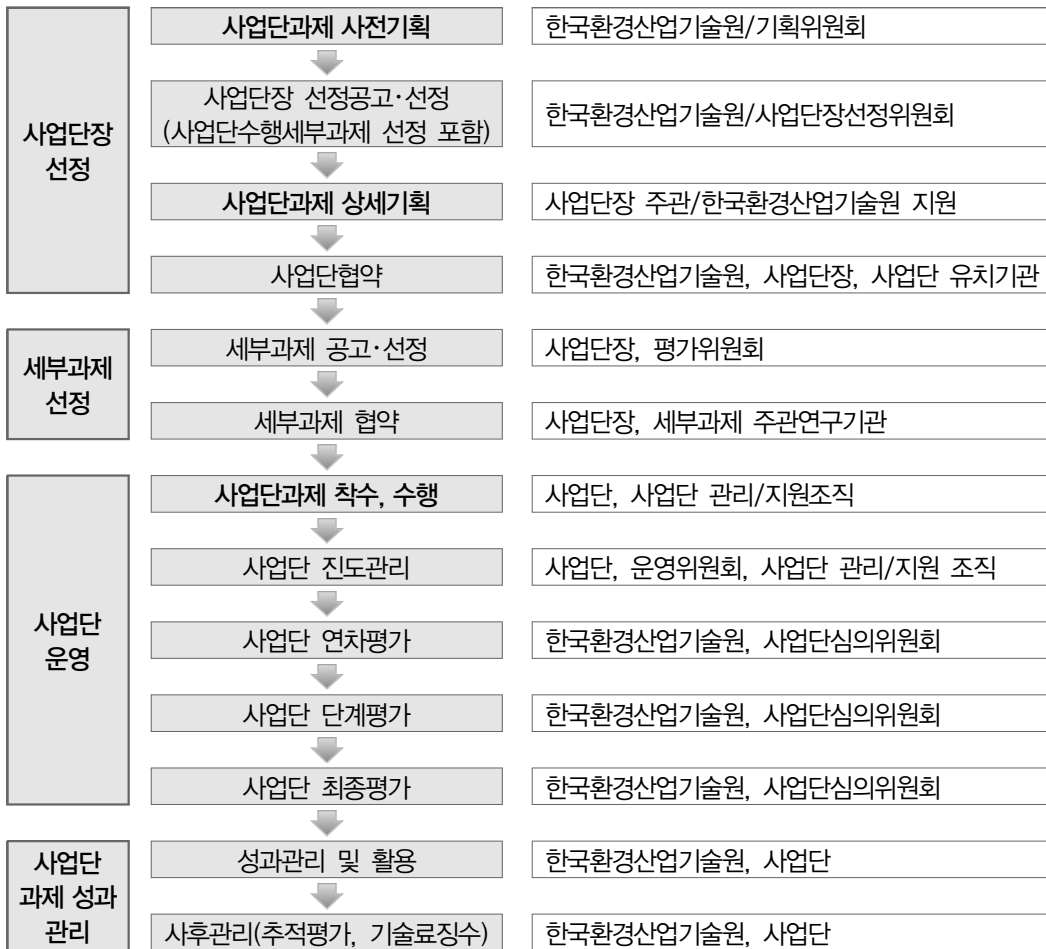 사업단장
선정
사업단과제 사전기획
한국환경산업기술원/기획위원회
사업단장 선정공고·선정
(사업단수행세부과제 선정 포함)
한국환경산업기술원/사업단장선정위원회
사업단과제 상세기획
사업단장 주관/한국환경산업기술원 지원
사업단협약
한국환경산업기술원, 사업단장, 사업단 유치기관
세부과제
선정
세부과제 공고·선정
사업단장, 평가위원회
세부과제 협약
사업단장, 세부과제 주관연구기관
사업단
운영
사업단과제 착수, 수행
사업단, 사업단 관리/지원조직
사업단 진도관리
사업단, 운영위원회, 사업단 관리/지원 조직
사업단 연차평가
한국환경산업기술원, 사업단심의위원회
사업단 단계평가
한국환경산업기술원, 사업단심의위원회
사업단 최종평가
한국환경산업기술원, 사업단심의위원회
사업단
과제 성과
관리
성과관리 및 활용
한국환경산업기술원, 사업단
사후관리(추적평가, 기술료징수)
한국환경산업기술원, 사업단